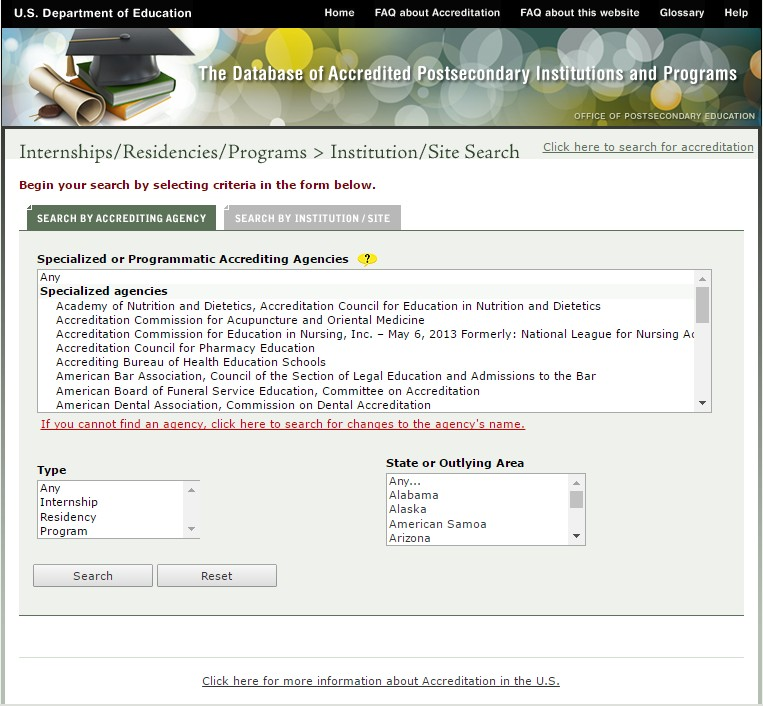 U.S. Department of Education
Home FAQ about Accreditation FAQ about this website Glossary Help
The Database of Accredited Postsecondary Institutions and Programs
OFFICE OF POSTSECONDARY EDUCATION
Internships/Residencies/Programs > Institution/Site Search
Click here to search for accreditation
Begin your search by selecting criteria in the form below.
SEARCH BY ACCREDITING AGENCY
SEARCH BY INSTITUTION / SITE
Specialized or Programmatic Accrediting Agencies ?
Any
Specialized agencies
Academy of Nutrition and Dietetics, Accreditation Council for Education in Nutrition and Dietetics
Accreditation Commission for Acupuncture and Oriental Medicine
Accreditation Commission for Education in Nursing, Inc. – May 6, 2013 Formerly: National League for Nursing Ac
Accreditation Council for Pharmacy Education
Accrediting Bureau of Health Education Schools
American Bar Association, Council of the Section of Legal Education and Admissions to the Bar
American Board of Funeral Service Education, Committee on Accreditation
American Dental Association, Commission on Dental Accreditation
If you cannot find an agency, click here to search for changes to the agency's name.
Type
Any
Internship
Residency
Program
State or Outlying Area
Any...
Alabama
Alaska
American Samoa
Arizona
Search
Reset
Click here for more information about Accreditation in the U.S.